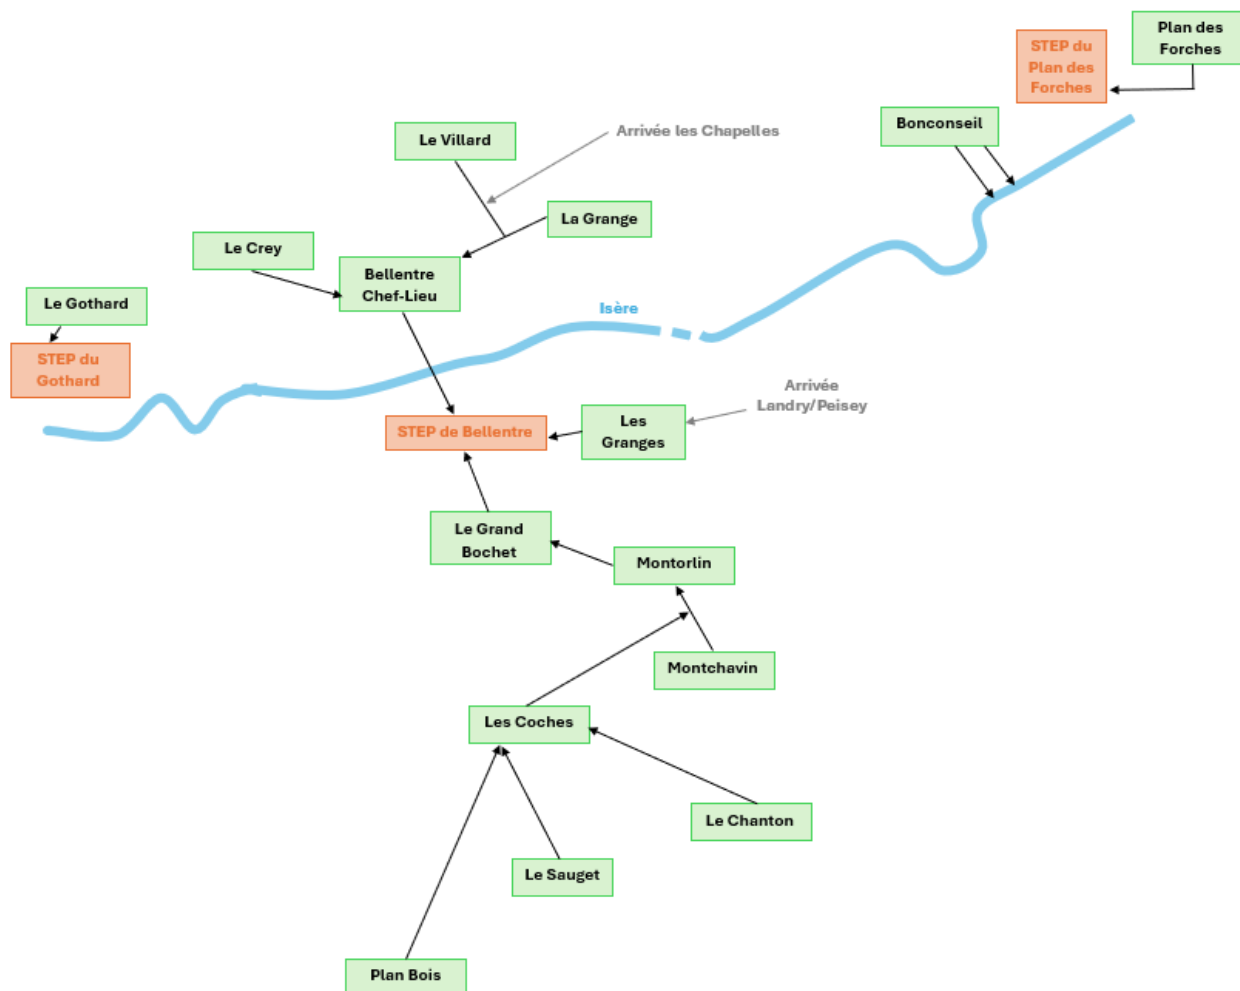 Plan des
Forches
STEP du
Plan des
Forches
Bonconseil
Arrivée les Chapelles
Le Villard
La Grange
Le Crey
Bellentre
Chef-Lieu
Le Gothard
Isère
STEP du
Gothard
Arrivée
Landry/Peisey
Les
Granges
STEP de Bellentre
Le Grand
Bochet
Montorlin
Montchavin
Les Coches
Le Chanton
Le Sauget
Plan Bois